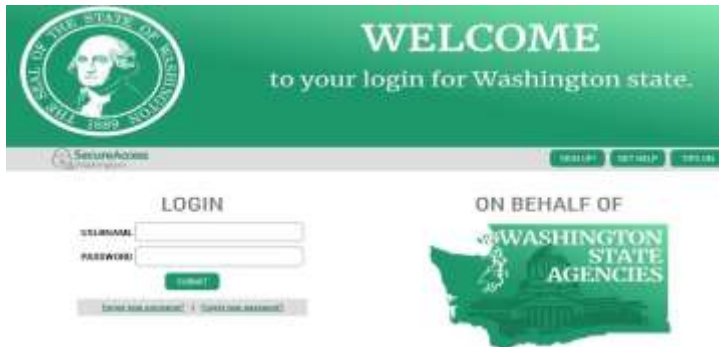 THE SEAL OF THE STATE OF WASHINGTON
1889
WELCOME
to your login for Washington state.
SecureAccess
Washington
SIGN UP! GET HELP TIPS ON
LOGIN
USERNAME
PASSWORD
SUBMIT
ON BEHALF OF
WASHINGTON
STATE
AGENCIES